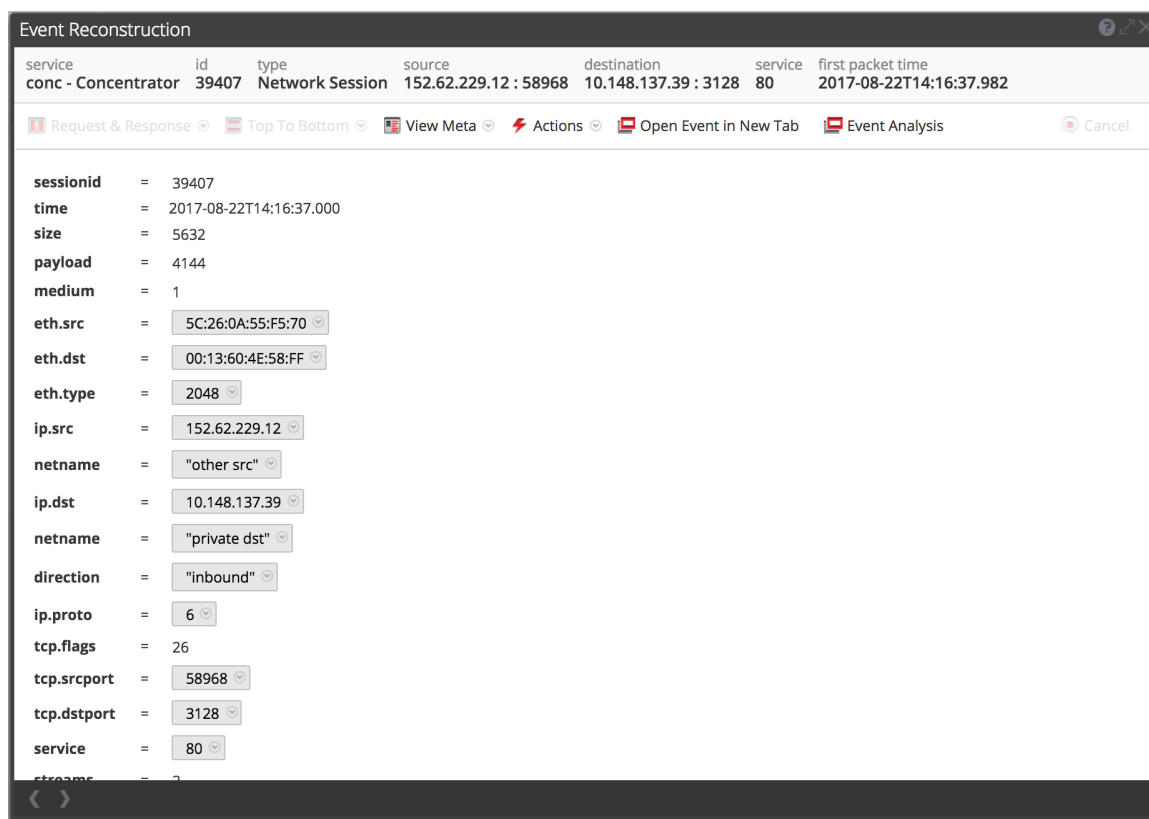 Event Reconstruction
service id type source destination service first packet time
conc - Concentrator 39407 Network Session 152.62.229.12 : 58968 10.148.137.39 : 3128 80 2017-08-22T14:16:37.982
Request & Response Top To Bottom View Meta Actions Open Event in New Tab Event Analysis Cancel
sessionid = 39407
time = 2017-08-22T14:16:37.000
size = 5632
payload = 4144
medium = 1
eth.src = 5C:26:0A:55:F5:70
eth.dst = 00:13:60:4E:58:FF
eth.type = 2048
ip.src = 152.62.229.12
netname = "other src"
ip.dst = 10.148.137.39
netname = "private dst"
direction = "inbound"
ip.proto = 6
tcp.flags = 26
tcp.srcport = 58968
tcp.dstport = 3128
service = 80
streams = 2